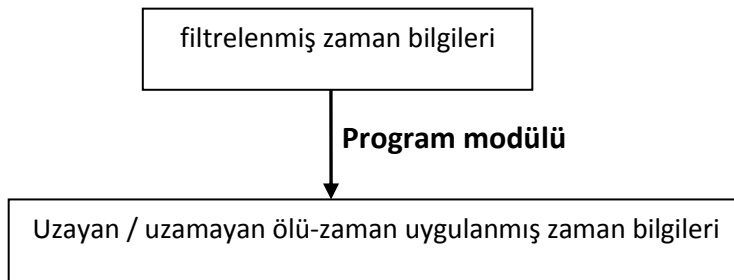 filtrelenmiş zaman bilgileri
Program modülü
Uzayan / uzamayan ölü-zaman uygulanmış zaman bilgileri